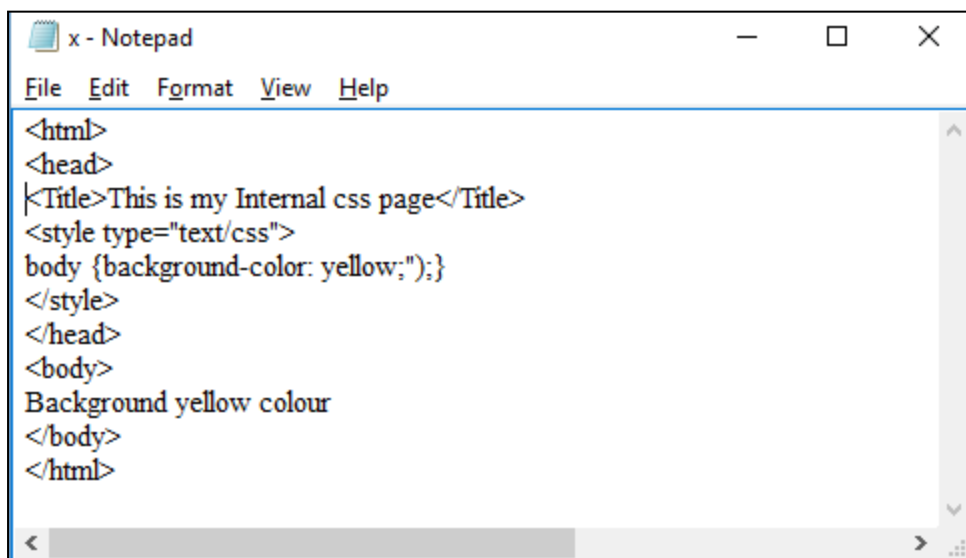 x - Notepad
File Edit Format View Help
<html>
<head>
<Title>This is my Internal css page</Title>
<style type="text/css">
body {background-color: yellow;");}
</style>
</head>
<body>
Background yellow colour
</body>
</html>